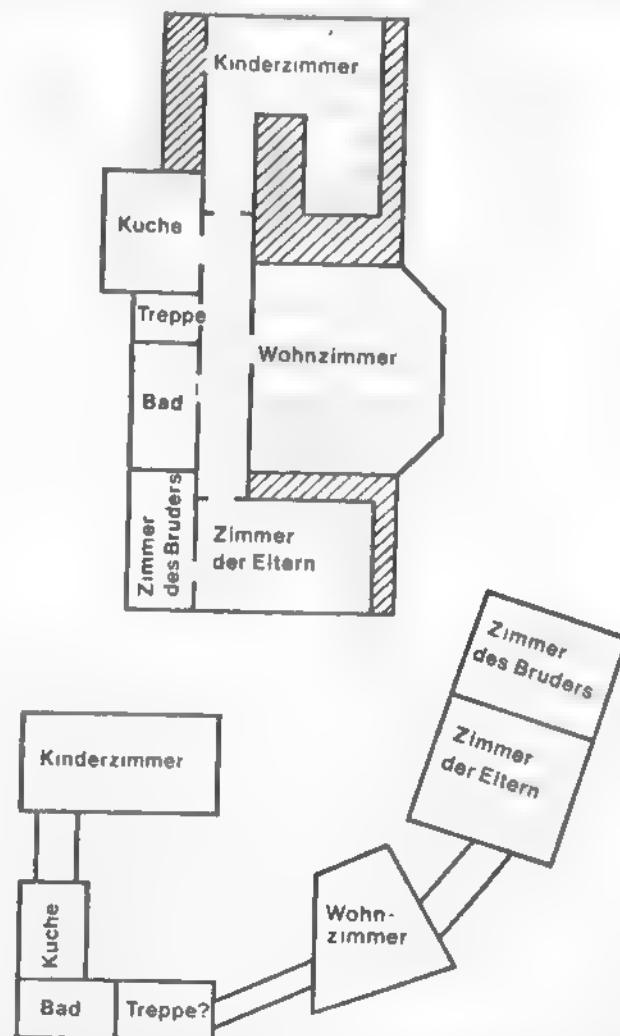 Kinderzimmer
Kuche
Treppe
Wohnzimmer
Bad
Zimmer
des Bruders
Zimmer
der Eltern
Zimmer
des Bruders
Zimmer
der Eltern
Kinderzimmer
Kuche
Wohn-
zimmer
Bad
Treppe?